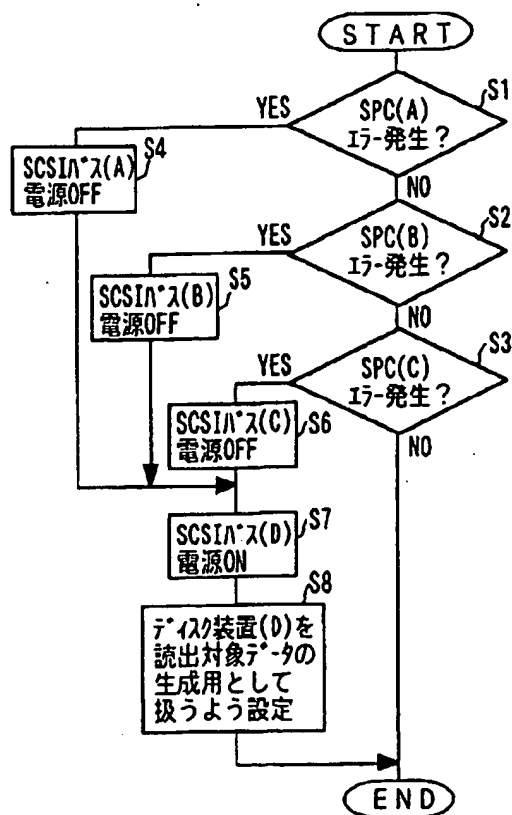 START
S1
SPC(A)
ｴﾗｰ発生？
YES
NO
S4
SCSIﾊﾞｽ(A)
電源OFF
S2
SPC(B)
ｴﾗｰ発生？
YES
NO
S5
SCSIﾊﾞｽ(B)
電源OFF
S3
SPC(C)
ｴﾗｰ発生？
YES
NO
S6
SCSIﾊﾞｽ(C)
電源OFF
S7
SCSIﾊﾞｽ(D)
電源ON
S8
ﾃﾞｨｽｸ装置(D)を
読出対象ﾃﾞｰﾀの
生成用として
扱うよう設定
END